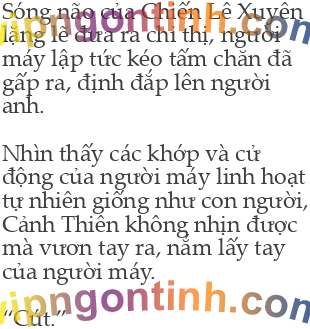 Sóng não của Chiến Lê Xuyên
lẳng lẽ đưa ra chỉ thị, người
máy lập tức kéo tấm chăn đã
gấp ra, định đắp lên người
anh.
Nhìn thấy các khớp và cử
động của người máy linh hoạt
tự nhiên giống như con người,
Cảnh Thiên không nhịn được
mà vươn tay ra, nắm lấy tay
của người máy.
vipngontinh.com
“Cút.”